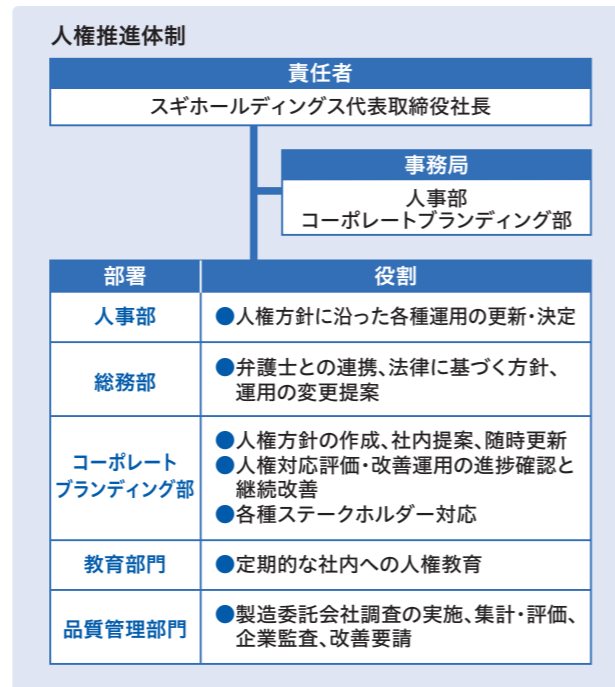 人権推進体制
責任者
スギホールディングス代表取締役社長
事務局
人事部
コーポレートブランディング部
部署
役割
人事部
●人権方針に沿った各種運用の更新・決定
総務部
●弁護士との連携、法律に基づく方針、
運用の変更提案
コーポレート
ブランディング部
●人権方針の作成、社内提案、随時更新
●人権対応評価・改善運用の進捗確認と
継続改善
●各種ステークホルダー対応
教育部門
●定期的な社内への人権教育
品質管理部門
●製造委託会社調査の実施、集計・評価、
企業監査、改善要請